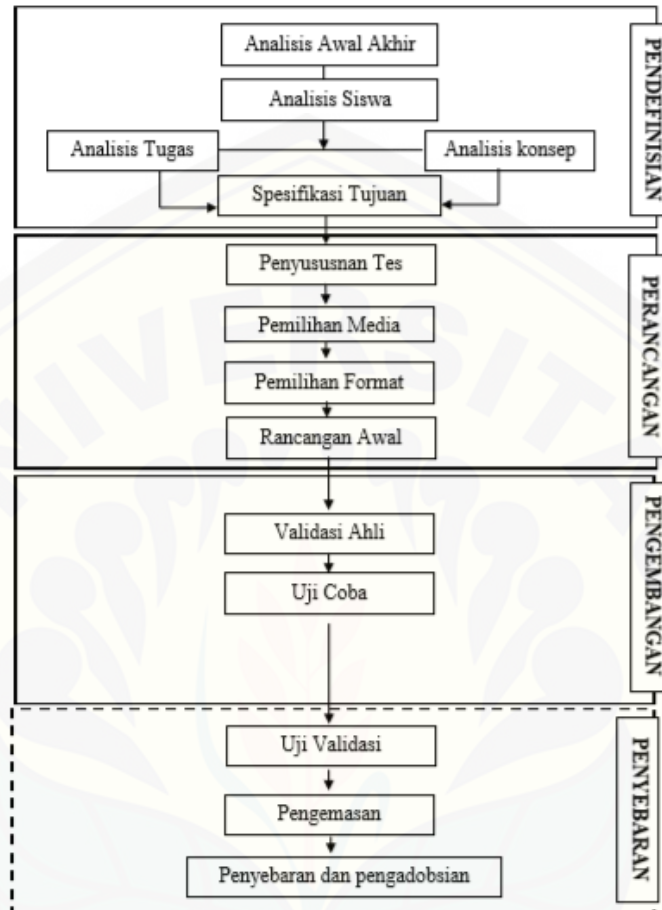 Analisis Awal Akhir
Analisis Siswa
Analisis Tugas
Analisis konsep
Spesifikasi Tujuan
PENDEFINISIAN
Penyususnan Tes
Pemilihan Media
Pemilihan Format
Rancangan Awal
PERANCANGAN
Validasi Ahli
Uji Coba
PENGEMBANGAN
Uji Validasi
Pengemasan
Penyebaran dan pengadobsian
PENYEBARAN
UNIVERSITA